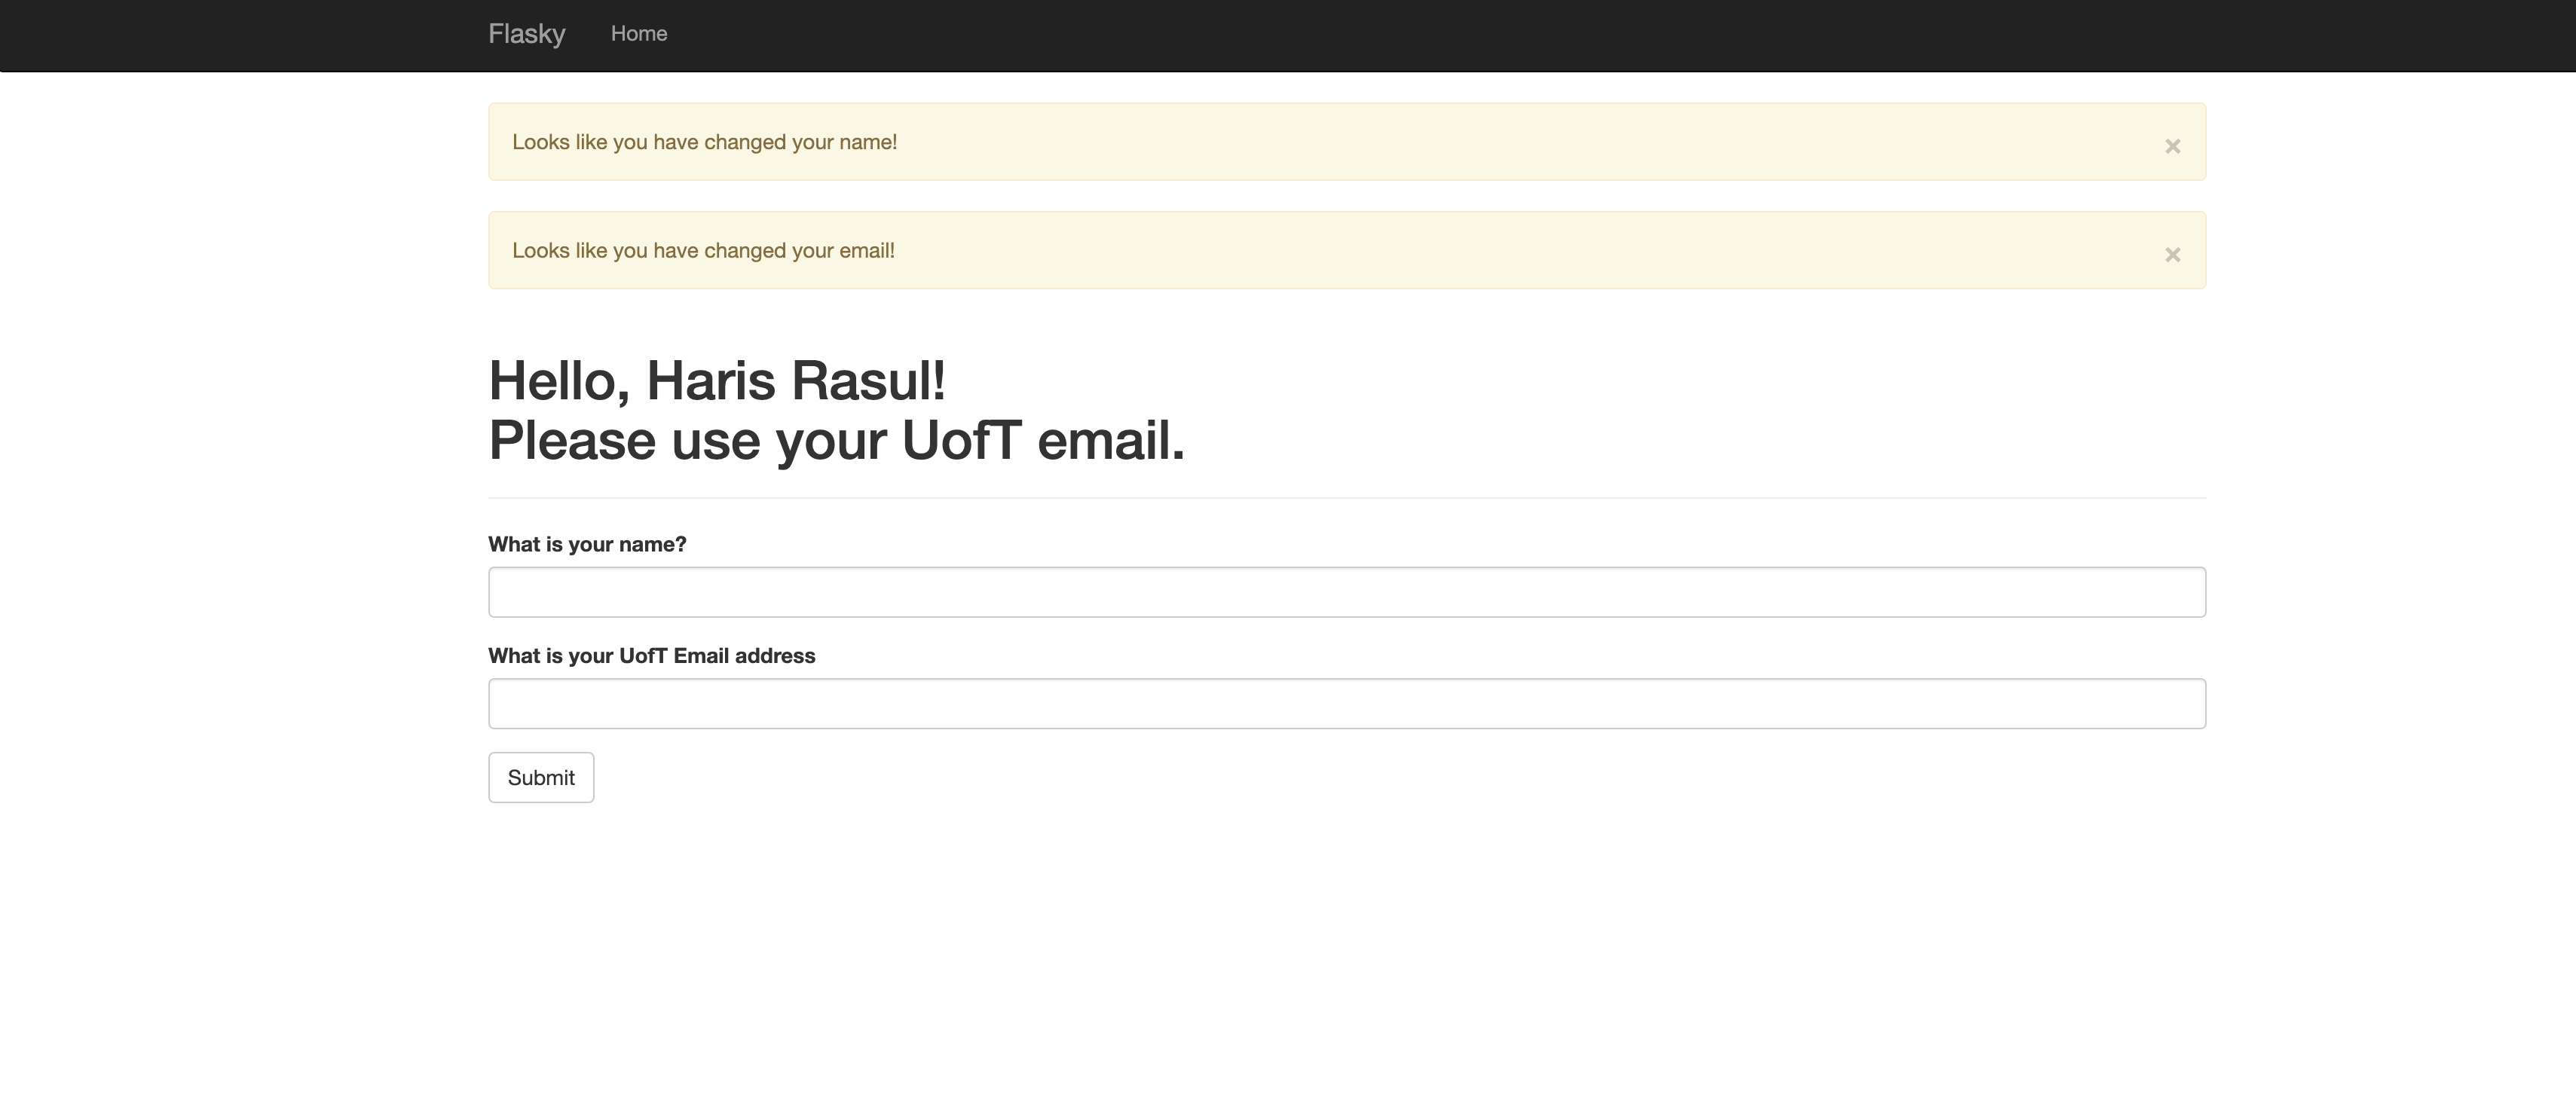 Flasky Home
Looks like you have changed your name! ×
Looks like you have changed your email! ×
Hello, Haris Rasul!
Please use your UofT email.
What is your name?
What is your UofT Email address
Submit